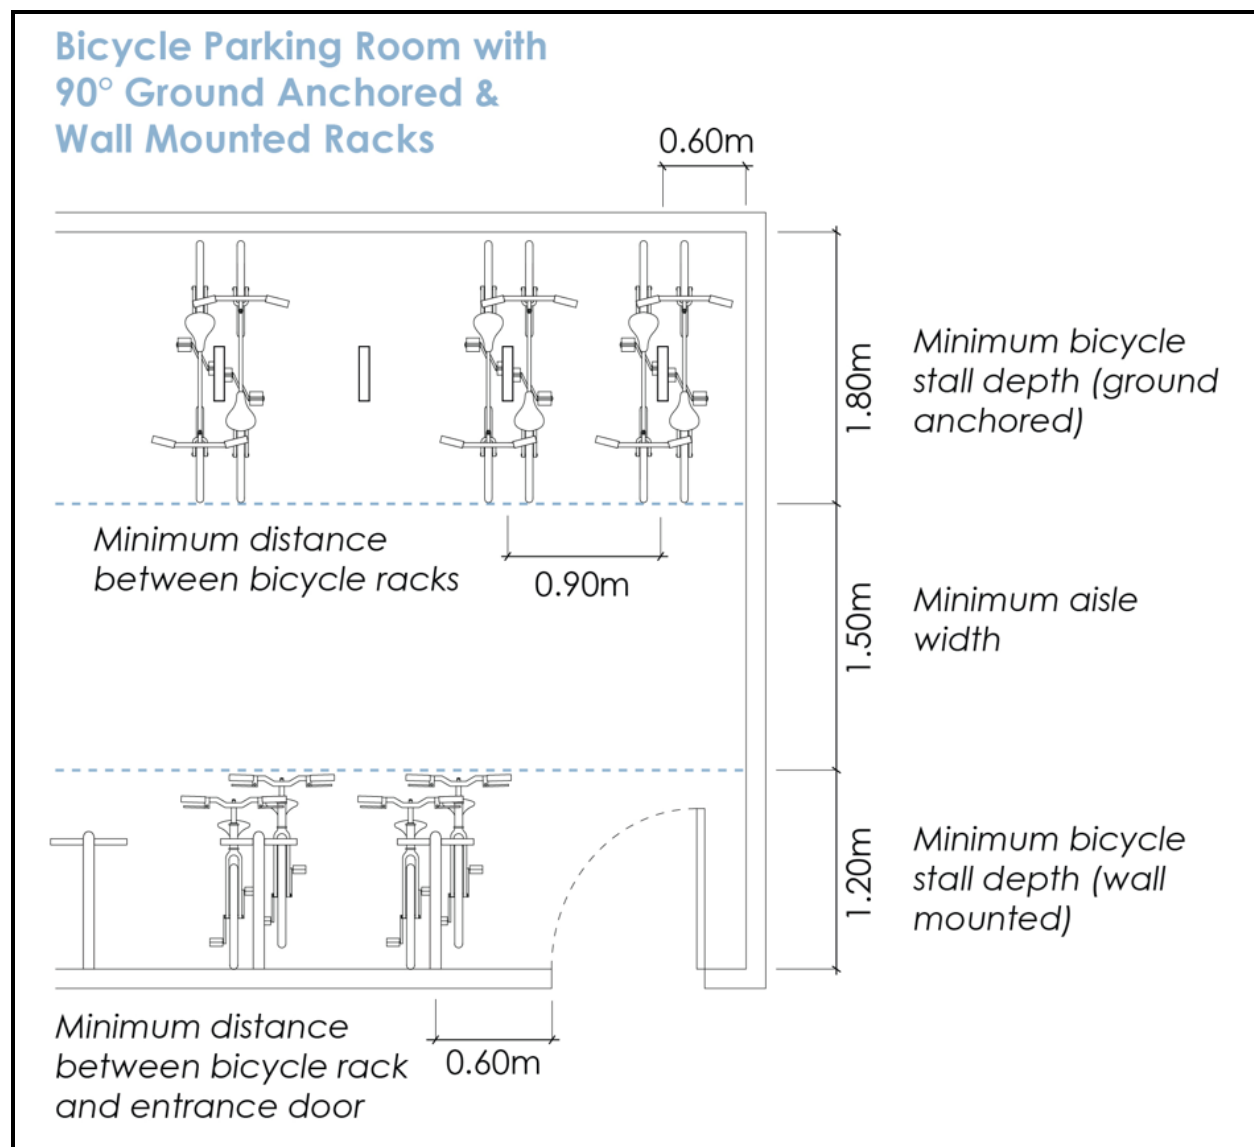 Bicycle Parking Room with
90° Ground Anchored &
Wall Mounted Racks
0.60m
1.80m
Minimum bicycle
stall depth (ground
anchored)
Minimum distance
between bicycle racks
0.90m
1.50m
Minimum aisle
width
1.20m
Minimum bicycle
stall depth (wall
mounted)
Minimum distance
between bicycle rack
and entrance door
0.60m